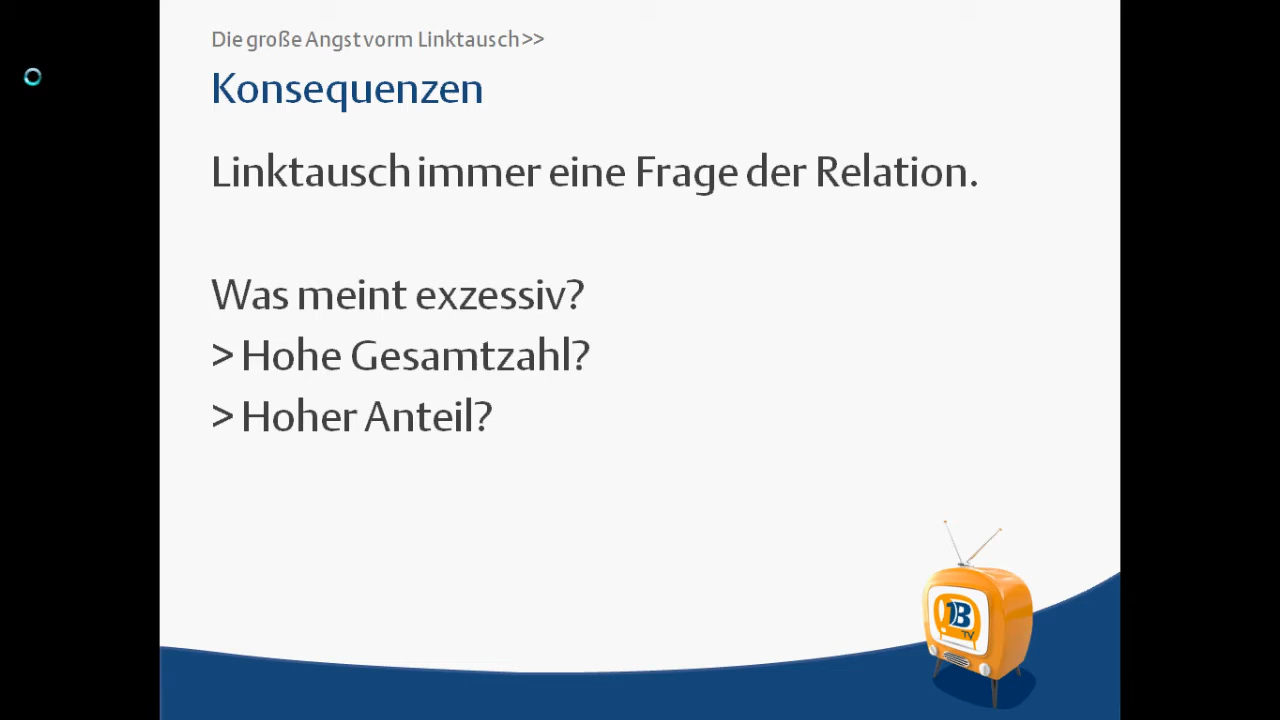 Die große Angst vorm Linktausch>>
Konsequenzen
Linktausch immer eine Frage der Relation.
Was meint exzessiv?
> Hohe Gesamtzahl?
> Hoher Anteil?
B
TV